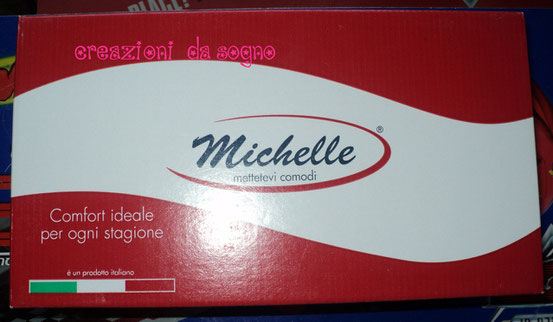 creazioni da sogno
Michelle®
mettetevi comodi
Comfort ideale
per ogni stagione
è un prodotto italiano